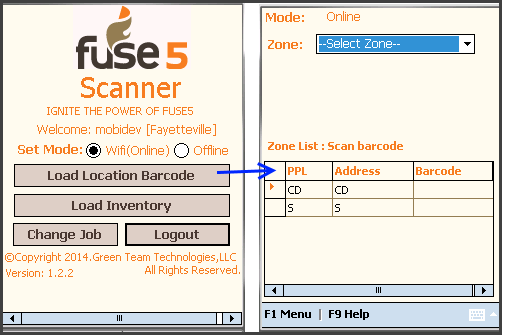 fuse 5
Scanner
IGNITE THE POWER OF FUSE5
Welcome: mobidev [Fayetteville]
Set Mode: Wifi(Online) Offline
Load Location Barcode
Load Inventory
Change Job Logout
©Copyright 2014.Green Team Technologies,LLC
All Rights Reserved.
Version: 1.2.2
Mode: Online
Zone: --Select Zone--
Zone List : Scan barcode
PPL Address Barcode
CD CD
S S
F1 Menu | F9 Help